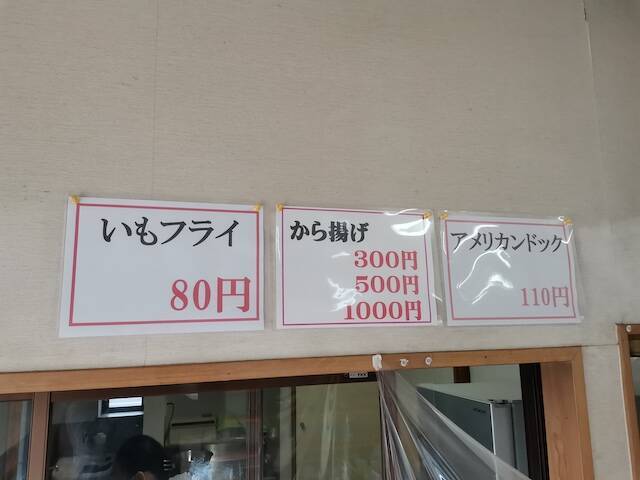 いもフライ
80円
から揚げ
300円
500円
1000円
アメリカンドック
110円